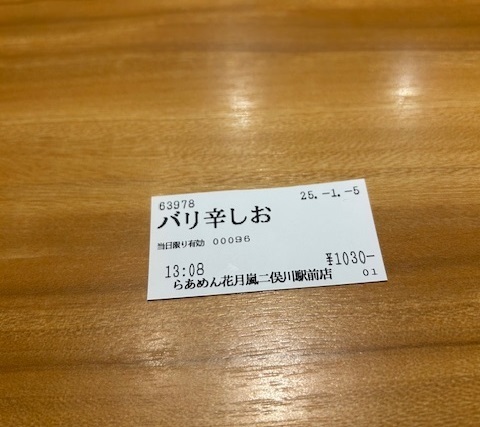 63978 25.-1.-5
バリ辛しお
当日限り有効 00096
13:08 ¥1030-
らあめん花月嵐二俣川駅前店 01